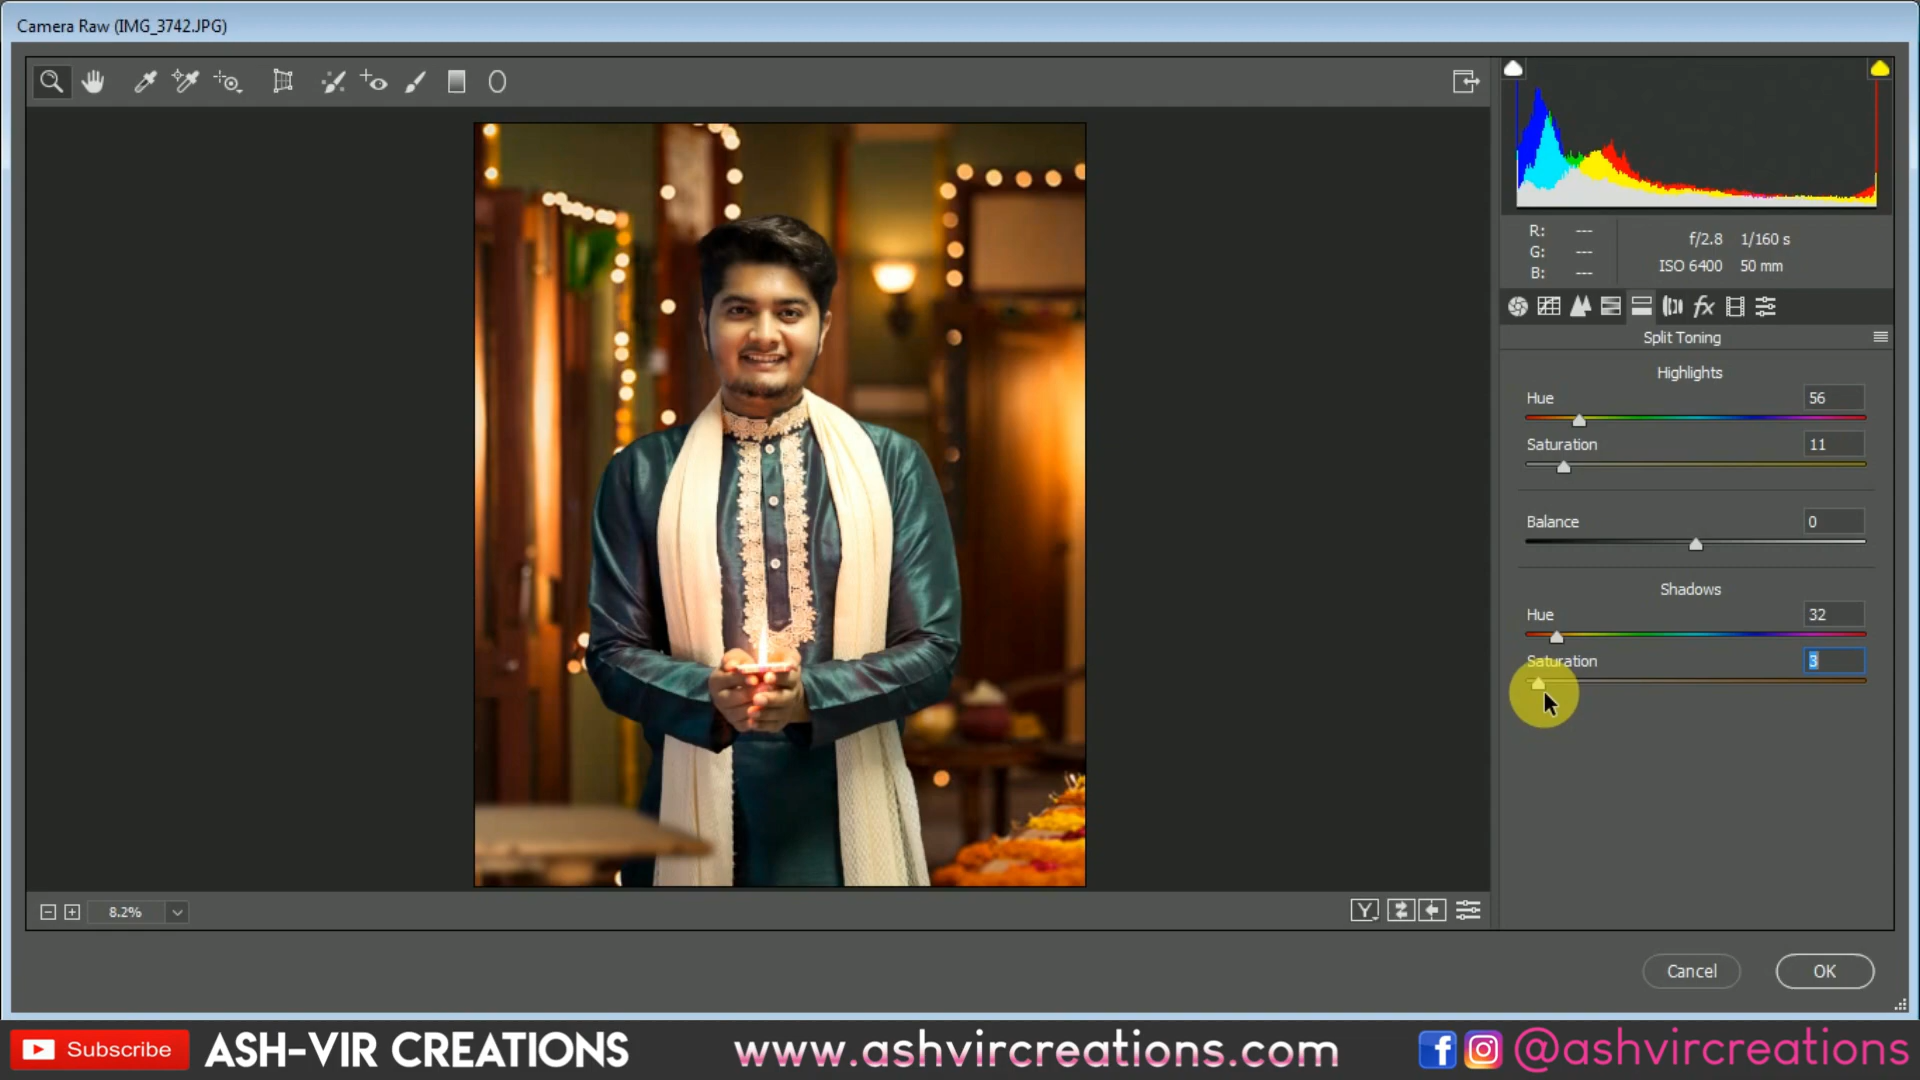 Camera Raw (IMG_3742.JPG)
R: ---
G: ---
B: ---
f/2.8 1/160 s
ISO 6400 50 mm
fx
Split Toning
Highlights
Hue 56
Saturation 11
Balance 0
Shadows
Hue 32
Saturation 3
8.2%
Y
Cancel OK
Subscribe ASH-VIR CREATIONS www.ashvircreations.com f @ashvircreations